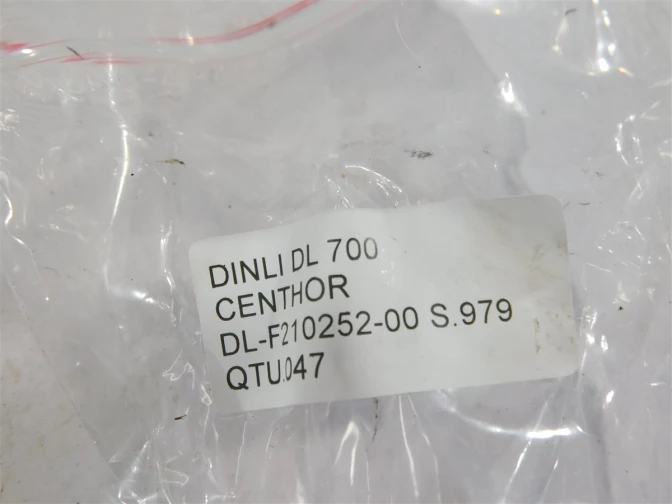 DINLI DL 700
CENTHOR
DL-F210252-00 S.979
QTU.047